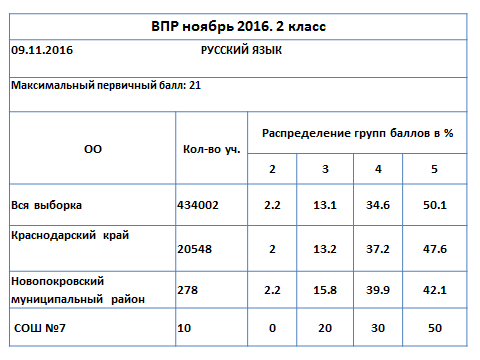 ВПР ноябрь 2016. 2 класс
09.11.2016 РУССКИЙ ЯЗЫК
Максимальный первичный балл: 21
ОО Кол-во уч. Распределение групп баллов в %
2 3 4 5
Вся выборка 434002 2.2 13.1 34.6 50.1
Краснодарский край 20548 2 13.2 37.2 47.6
Новопокровский
муниципальный район 278 2.2 15.8 39.9 42.1
СОШ №7 10 0 20 30 50